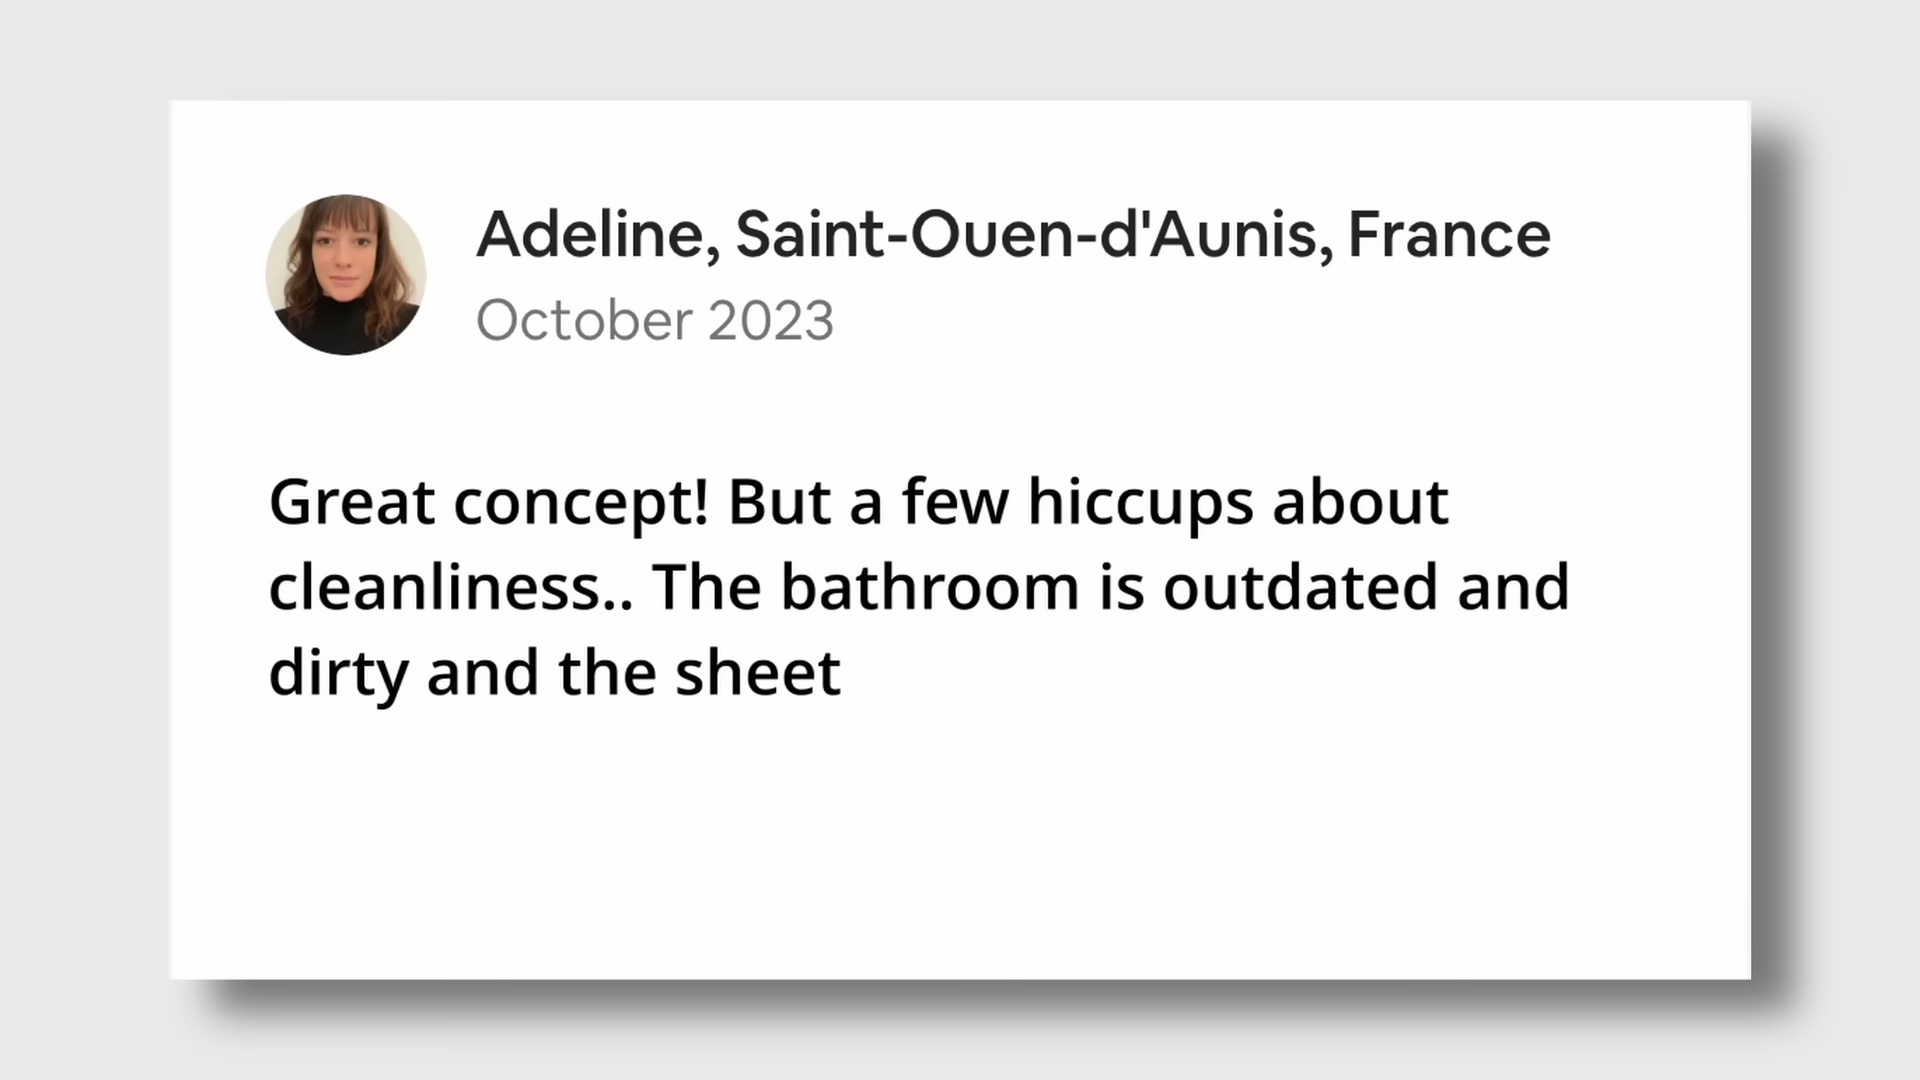 Adeline, Saint-Ouen-d'Aunis, France
October 2023
Great concept! But a few hiccups about
cleanliness.. The bathroom is outdated and
dirty and the sheet